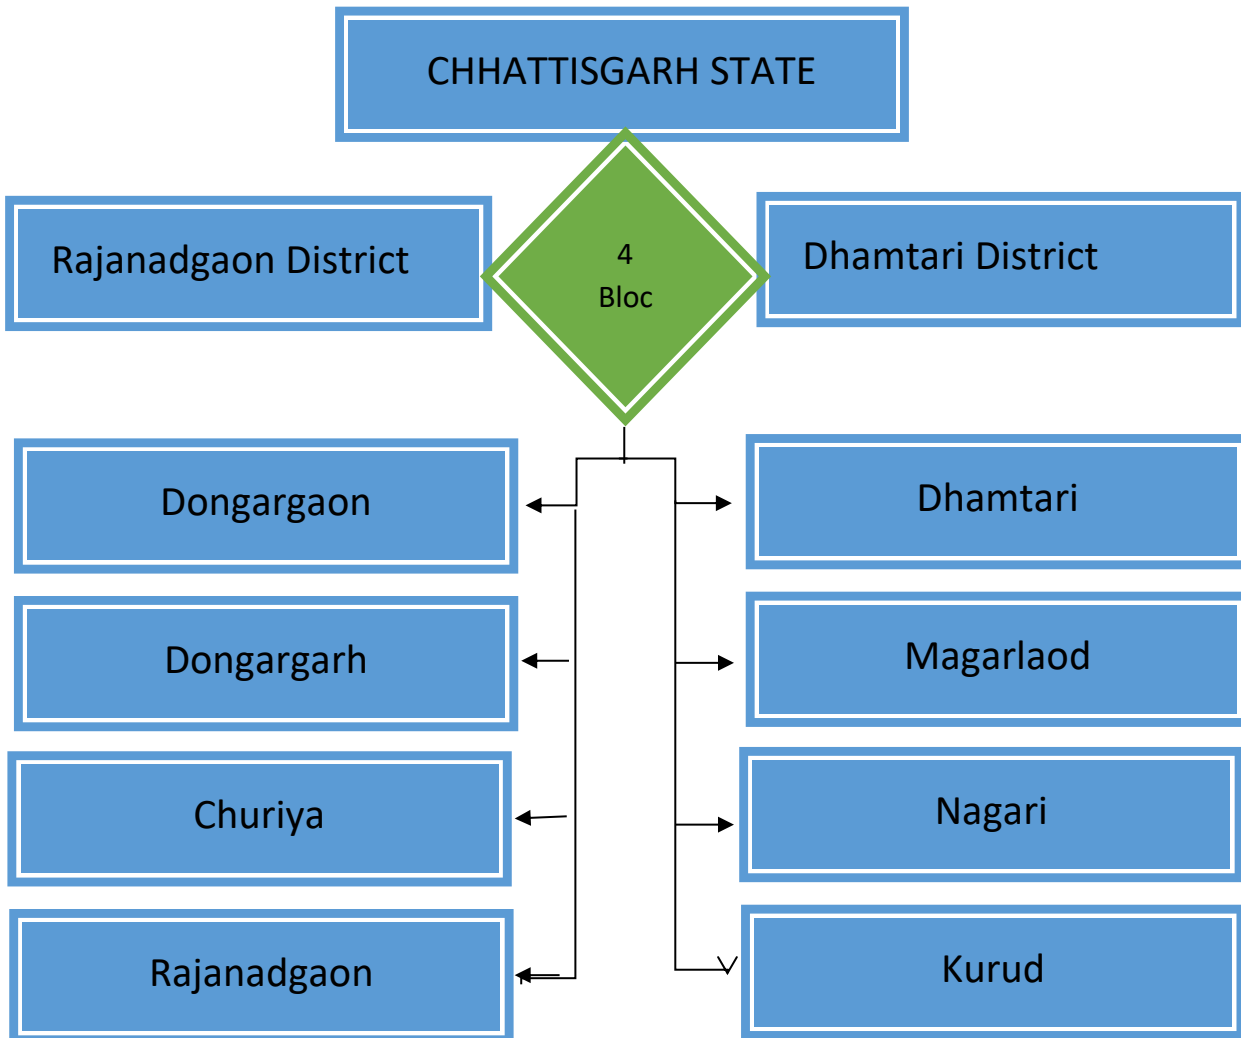 CHHATTISGARH STATE
Rajanadgaon District
4
Bloc
Dhamtari District
Dongargaon
Dhamtari
Dongargarh
Magarlaod
Churiya
Nagari
Rajanadgaon
Kurud